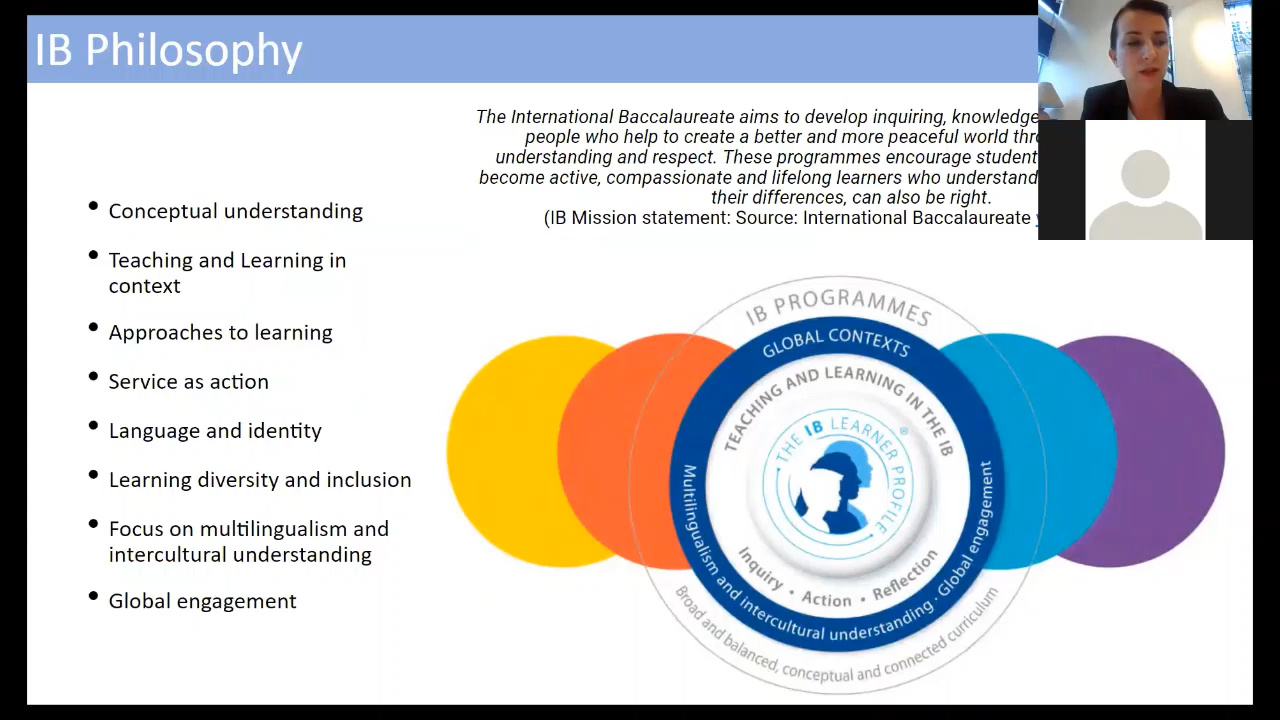 IB Philosophy
The International Baccalaureate aims to develop inquiring, knowledge
people who help to create a better and more peaceful world thr
understanding and respect. These programmes encourage student
become active, compassionate and lifelong learners who understand
their differences, can also be right.
(IB Mission statement: Source: International Baccalaureate
• Conceptual understanding
• Teaching and Learning in
context
• Approaches to learning
• Service as action
• Language and identity
• Learning diversity and inclusion
• Focus on multilingualism and
intercultural understanding
• Global engagement
IB PROGRAMMES
GLOBAL CONTEXTS
TEACHING AND LEARNING IN THE IB
THE IB LEARNER PROFILE
®
Inquiry • Action • Reflection
Multilingualism and intercultural understanding · Global engagement
Broad and balanced, conceptual and connected curriculum